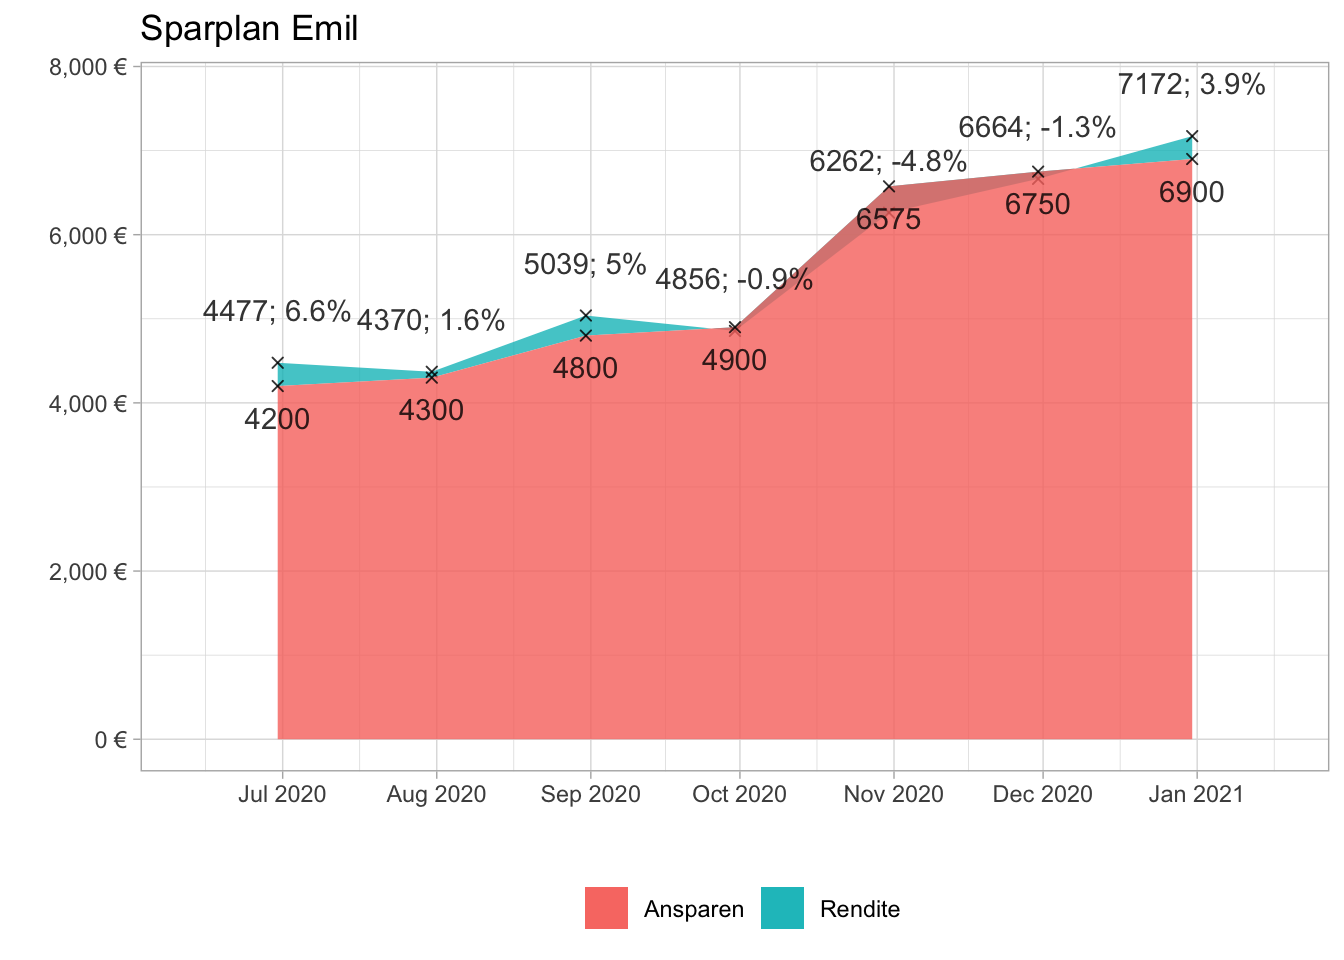 Sparplan Emil
8,000 €
6,000 €
4,000 €
2,000 €
0 €
7172; 3.9%
6664; -1.3%
6262; -4.8%
5039; 5%
4856; -0.9%
4477; 6.6%
4370; 1.6%
6900
6750
6575
4900
4800
4300
4200
Jul 2020
Aug 2020
Sep 2020
Oct 2020
Nov 2020
Dec 2020
Jan 2021
Ansparen
Rendite